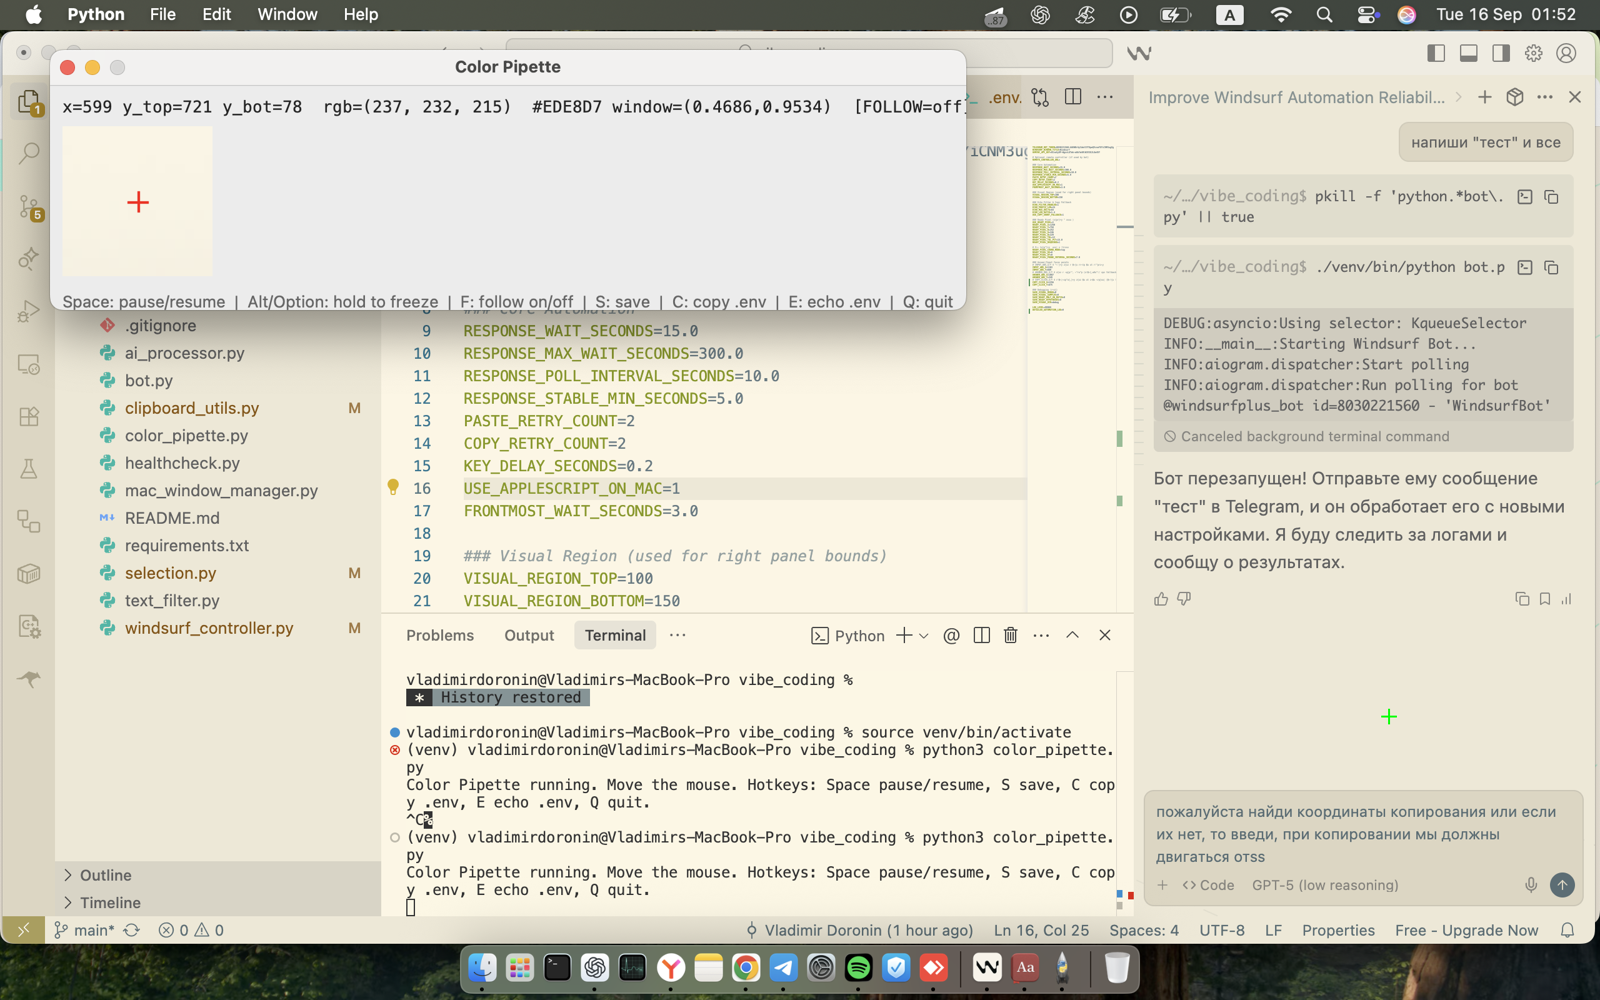 Python File Edit Window Help
.87 A Tue 16 Sep 01:52
Color Pipette
x=599 y_top=721 y_bot=78 rgb=(237, 232, 215) #EDE8D7 window=(0.4686,0.9534) [FOLLOW=off]
Space: pause/resume | Alt/Option: hold to freeze | F: follow on/off | S: save | C: copy .env | E: echo .env | Q: quit
1
5
.gitignore
ai_processor.py
bot.py
clipboard_utils.py M
color_pipette.py
healthcheck.py
mac_window_manager.py
README.md
requirements.txt
selection.py M
text_filter.py
windsurf_controller.py M
Outline
Timeline
.env.
8 ### Core Automation
9 RESPONSE_WAIT_SECONDS=15.0
10 RESPONSE_MAX_WAIT_SECONDS=300.0
11 RESPONSE_POLL_INTERVAL_SECONDS=10.0
12 RESPONSE_STABLE_MIN_SECONDS=5.0
13 PASTE_RETRY_COUNT=2
14 COPY_RETRY_COUNT=2
15 KEY_DELAY_SECONDS=0.2
16 USE_APPLESCRIPT_ON_MAC=1
17 FRONTMOST_WAIT_SECONDS=3.0
18
19 ### Visual Region (used for right panel bounds)
20 VISUAL_REGION_TOP=100
21 VISUAL_REGION_BOTTOM=150
Problems Output Terminal ··· Python
vladimirdoronin@Vladimirs-MacBook-Pro vibe_coding %
* History restored
vladimirdoronin@Vladimirs-MacBook-Pro vibe_coding % source venv/bin/activate
(venv) vladimirdoronin@Vladimirs-MacBook-Pro vibe_coding % python3 color_pipette.
py
Color Pipette running. Move the mouse. Hotkeys: Space pause/resume, S save, C cop
y .env, E echo .env, Q quit.
^C%
(venv) vladimirdoronin@Vladimirs-MacBook-Pro vibe_coding % python3 color_pipette.
py
Color Pipette running. Move the mouse. Hotkeys: Space pause/resume, S save, C cop
y .env, E echo .env, Q quit.
Improve Windsurf Automation Reliabil...
напиши "тест" и все
~/…/vibe_coding$ pkill -f 'python.*bot\.
py' || true
~/…/vibe_coding$ ./venv/bin/python bot.p
y
DEBUG:asyncio:Using selector: KqueueSelector
INFO:__main__:Starting Windsurf Bot...
INFO:aiogram.dispatcher:Start polling
INFO:aiogram.dispatcher:Run polling for bot
@windsurfplus_bot id=8030221560 - 'WindsurfBot'
Canceled background terminal command
Бот перезапущен! Отправьте ему сообщение
"тест" в Telegram, и он обработает его с новыми
настройками. Я буду следить за логами и
сообщу о результатах.
пожалуйста найди координаты копирования или если
их нет, то введи, при копировании мы должны
двигаться отss
Code GPT-5 (low reasoning)
main* 0 0 Vladimir Doronin (1 hour ago) Ln 16, Col 25 Spaces: 4 UTF-8 LF Properties Free - Upgrade Now
Aa